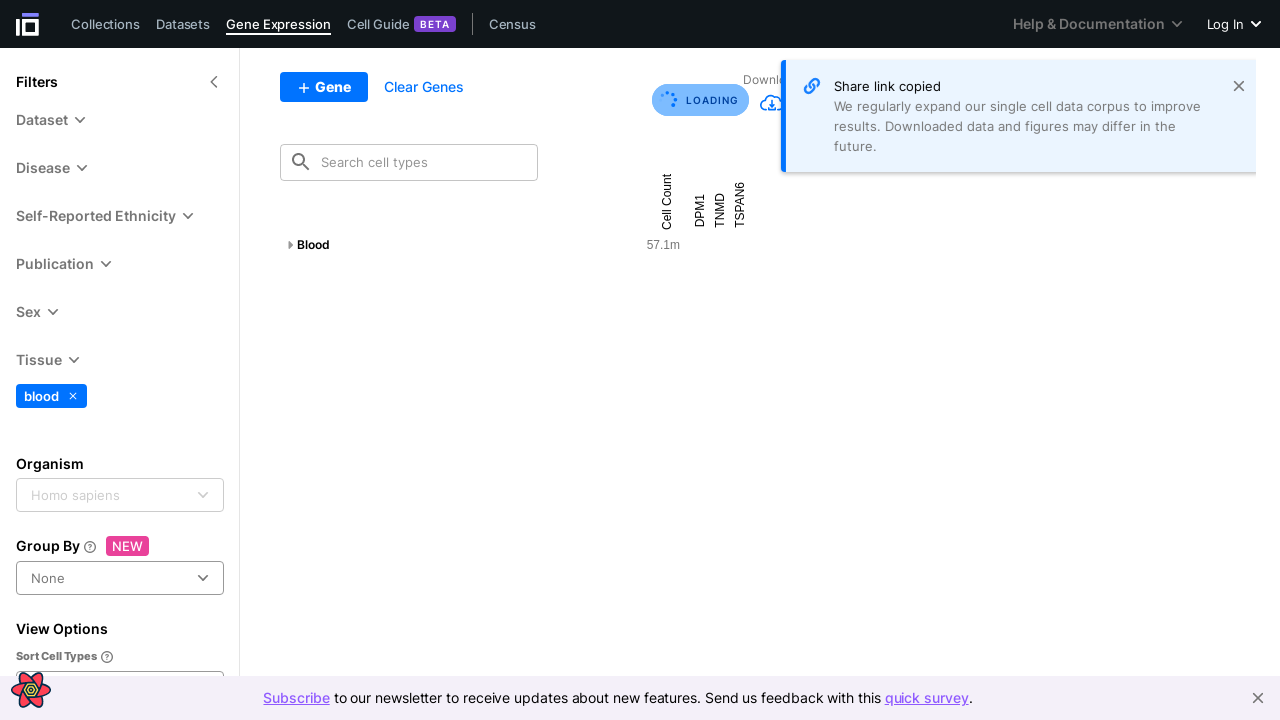 Collections Datasets Gene Expression Cell Guide BETA Census Help & Documentation Log In
Filters
Dataset
Disease
Self-Reported Ethnicity
Publication
Sex
Tissue
blood
Organism
Homo sapiens
Group By NEW
None
View Options
Sort Cell Types
+ Gene Clear Genes
LOADING
Search cell types
Cell Count
DPM1
TNMD
TSPAN6
Blood 57.1m
Share link copied
We regularly expand our single cell data corpus to improve
results. Downloaded data and figures may differ in the
future.
Subscribe to our newsletter to receive updates about new features. Send us feedback with this quick survey.